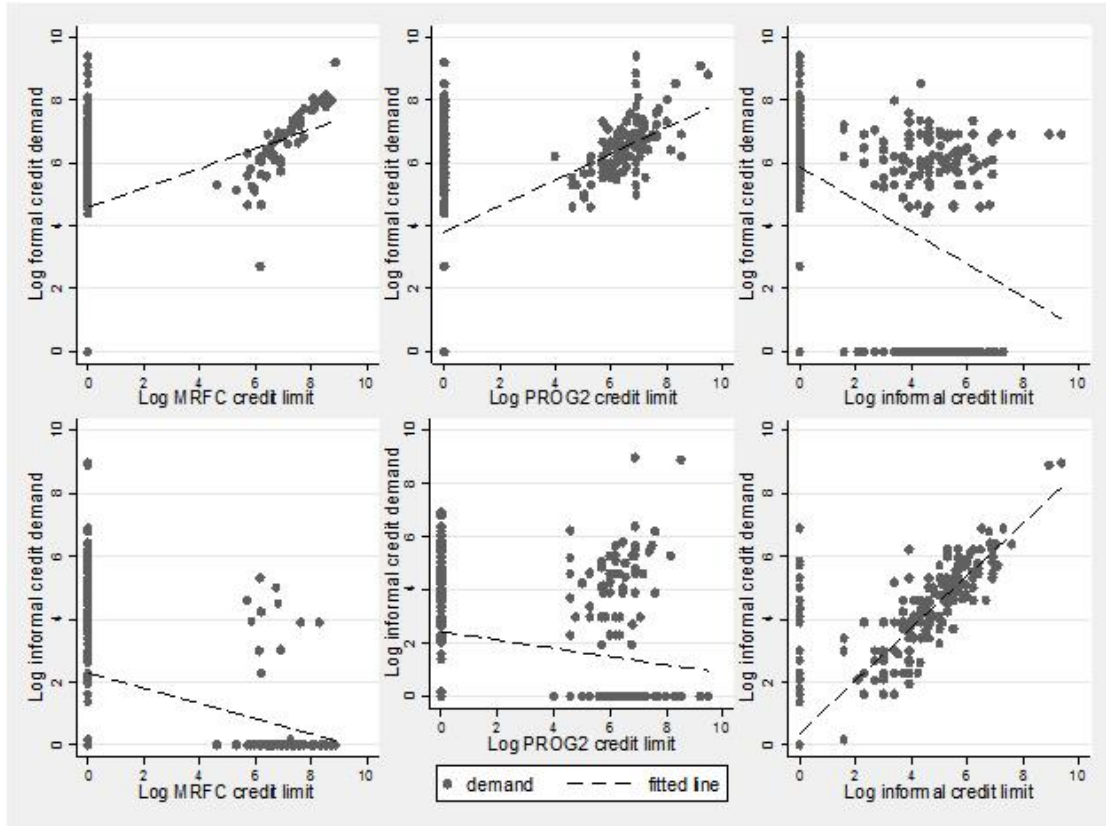 Log formal credit demand
0 2 4 6 8 10
0 2 4 6 8 10
Log MRFC credit limit
Log formal credit demand
0 2 4 6 8 10
0 2 4 6 8 10
Log PROG2 credit limit
Log formal credit demand
0 2 4 6 8 10
0 2 4 6 8 10
Log informal credit limit
Log informal credit demand
0 2 4 6 8 10
0 2 4 6 8 10
Log MRFC credit limit
Log informal credit demand
0 2 4 6 8 10
0 2 4 6 8 10
Log PROG2 credit limit
Log informal credit demand
0 2 4 6 8 10
0 2 4 6 8 10
Log informal credit limit
demand fitted line